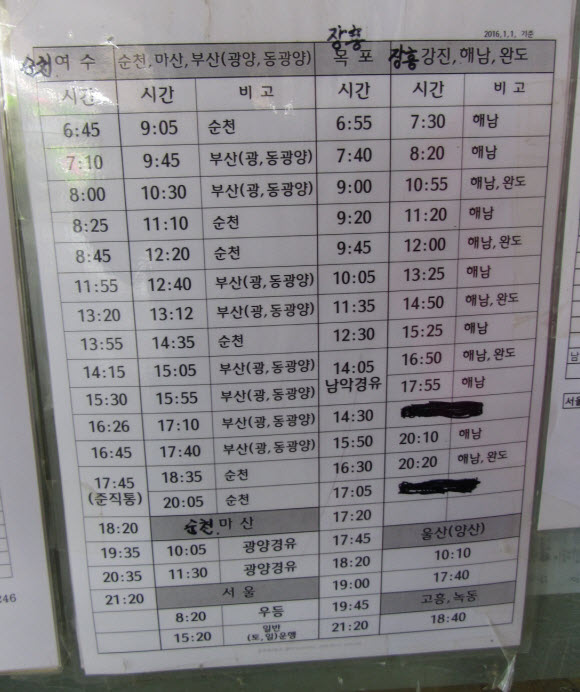 2016.1.1. 기준
장흥
순천, 여 수 순천, 마산, 부산(광양, 동광양) 목 포 장흥 강진, 해남, 완도
시간 시간 비 고 시간 시간 비 고
6:45 9:05 순천 6:55 7:30 해남
7:10 9:45 부산(광, 동광양) 7:40 8:20 해남
8:00 10:30 부산(광, 동광양) 9:00 10:55 해남, 완도
8:25 11:10 순천 9:20 11:20 해남
8:45 12:20 순천 9:45 12:00 해남, 완도
11:55 12:40 부산(광, 동광양) 10:05 13:25 해남
13:20 13:12 부산(광, 동광양) 11:35 14:50 해남, 완도
13:55 14:35 순천 12:30 15:25 해남
14:15 15:05 부산(광, 동광양) 14:05 남악경유 16:50 해남, 완도
15:30 15:55 부산(광, 동광양) 17:55 해남
16:26 17:10 부산(광, 동광양) 14:30
16:45 17:40 부산(광, 동광양) 15:50 20:10 해남
17:45 (준직통) 18:35 순천 16:30 20:20 해남, 완도
20:05 순천 17:05
18:20 순천, 마 산 17:20 울산(양산)
19:35 10:05 광양경유 17:45 10:10
20:35 11:30 광양경유 18:20 17:40
21:20 서 울 19:00 고흥, 녹동
8:20 우등 19:45 18:40
15:20 일반 (토, 일)운행 21:20
246
남
서울